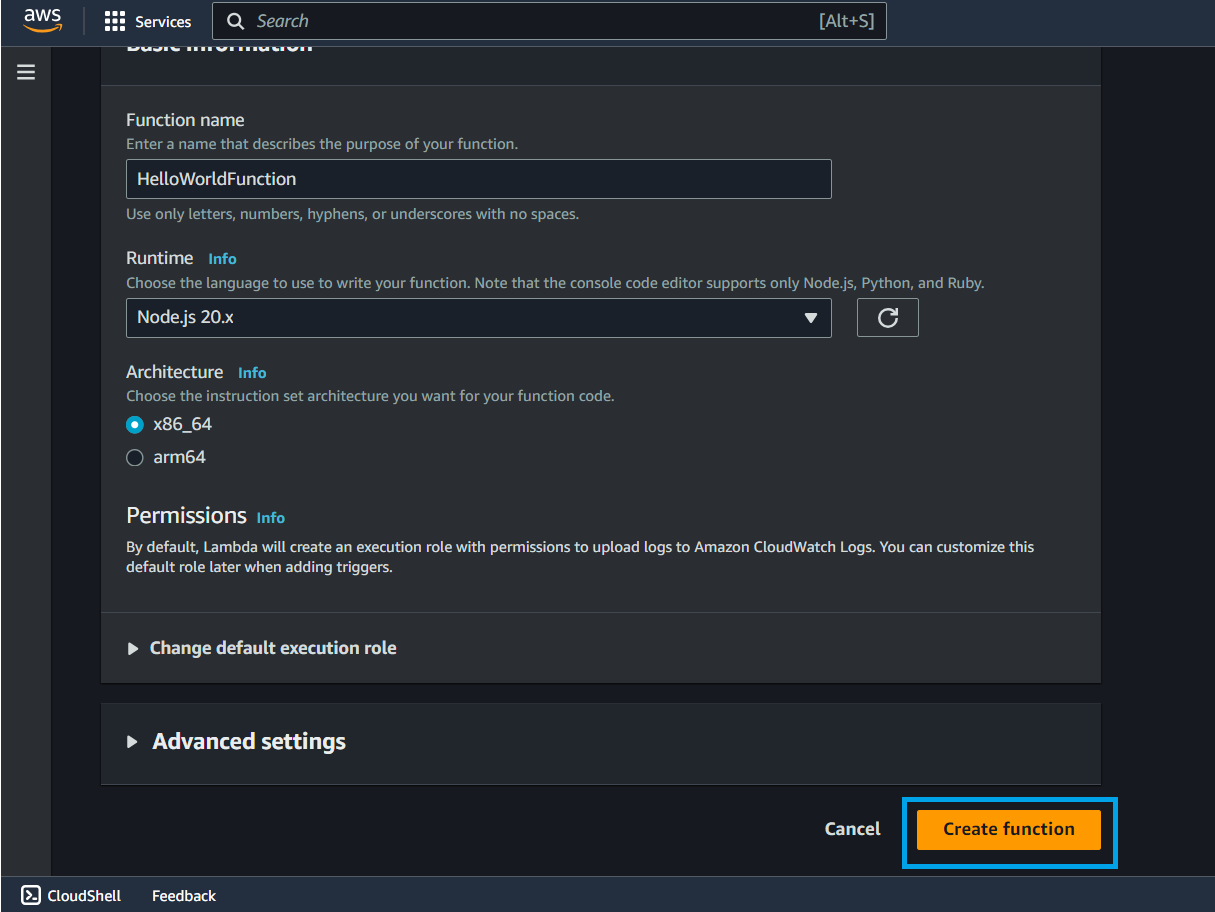 aws
Services
Search
[Alt+S]
Basic information
Function name
Enter a name that describes the purpose of your function.
HelloWorldFunction
Use only letters, numbers, hyphens, or underscores with no spaces.
Runtime Info
Choose the language to use to write your function. Note that the console code editor supports only Node.js, Python, and Ruby.
Node.js 20.x
Architecture Info
Choose the instruction set architecture you want for your function code.
x86_64
arm64
Permissions Info
By default, Lambda will create an execution role with permissions to upload logs to Amazon CloudWatch Logs. You can customize this
default role later when adding triggers.
Change default execution role
Advanced settings
Cancel
Create function
CloudShell
Feedback